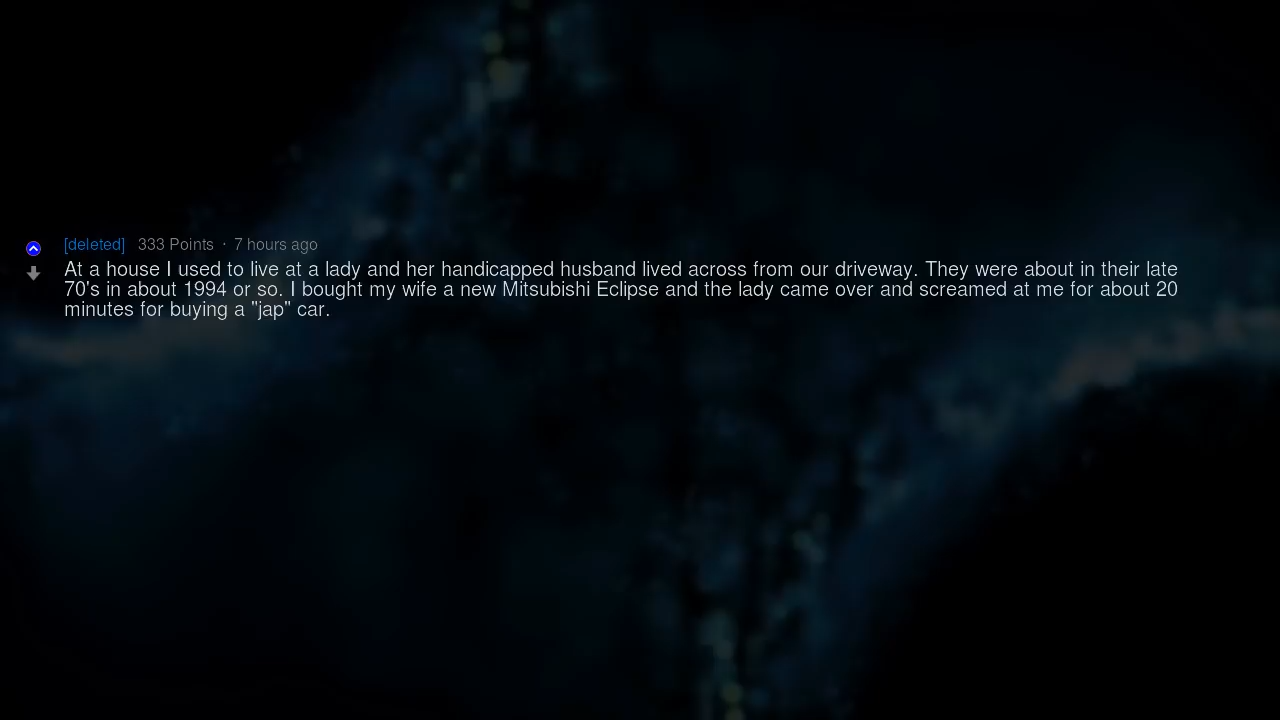 [deleted] 333 Points · 7 hours ago
At a house I used to live at a lady and her handicapped husband lived across from our driveway. They were about in their late
70's in about 1994 or so. I bought my wife a new Mitsubishi Eclipse and the lady came over and screamed at me for about 20
minutes for buying a "jap" car.